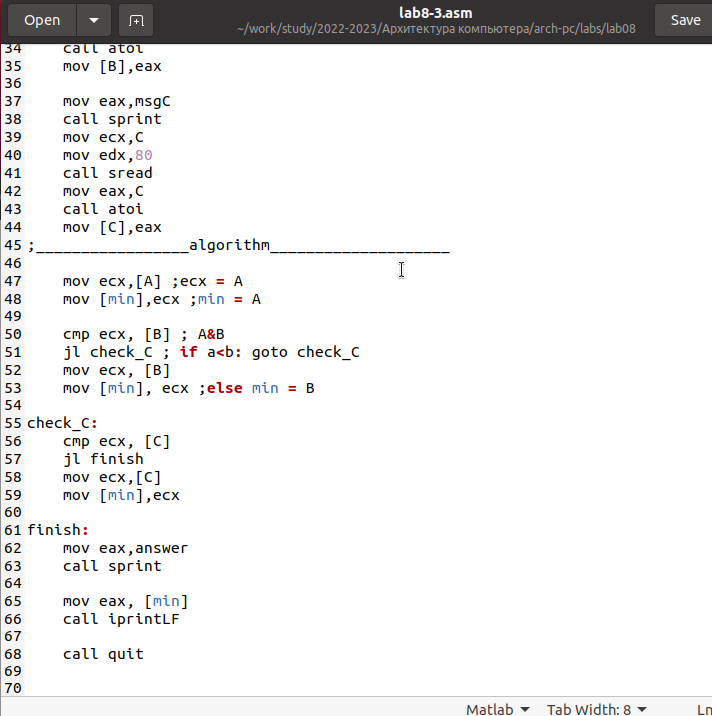 Open
lab8-3.asm
~/work/study/2022-2023/Архитектура компьютера/arch-pc/labs/lab08
Save
34 call atoi
35 mov [B],eax
36
37 mov eax,msgC
38 call sprint
39 mov ecx,C
40 mov edx,80
41 call sread
42 mov eax,C
43 call atoi
44 mov [C],eax
45 ;_________________algorithm____________________
46
47 mov ecx,[A] ;ecx = A
48 mov [min],ecx ;min = A
49
50 cmp ecx, [B] ; A&B
51 jl check_C ; if a<b: goto check_C
52 mov ecx, [B]
53 mov [min], ecx ;else min = B
54
55 check_C:
56 cmp ecx, [C]
57 jl finish
58 mov ecx,[C]
59 mov [min],ecx
60
61 finish:
62 mov eax,answer
63 call sprint
64
65 mov eax, [min]
66 call iprintLF
67
68 call quit
69
70
Matlab Tab Width: 8 Ln